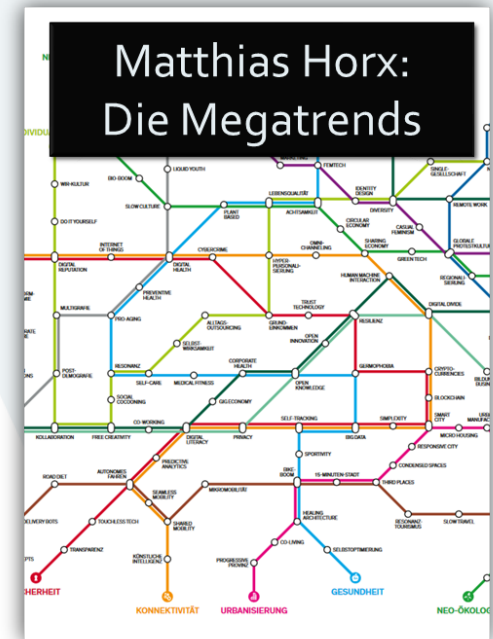 Matthias Horx:
Die Megatrends
LIQUID YOUTH
BIO-BOOM
WIR-KULTUR
SLOW CULTURE
PLANT
BASED
LEBENSQUALITÄT
ACHTSAMKEIT
FEMTECH
IDENTITY
DESIGN
DIVERSITY
SINGLE-
GESELLSCHAFT
REMOTE WORK
DO IT YOURSELF
CIRCULAR
ECONOMY
CASUAL
FEMINISM
INTERNET
OF THINGS
CYBERCRIME
OMNI-
CHANNELING
SHARING
ECONOMY
GREEN TECH
GLOBALE
DIGITAL
REPUTATION
DIGITAL
HEALTH
HYPER-
PERSONALI-
SIERUNG
HUMAN MACHINE
INTERACTION
REGIONALI-
SIERUNG
PREVENTIVE
HEALTH
TRUST
TECHNOLOGY
DIGITAL DIVIDE
MULTIGRAFIE
PRO-AGING
ALLTAGS-
OUTSOURCING
GRUND-
EINKOMMEN
RESILIENZ
SELBST-
WIRKSAMKEIT
OPEN
INNOVATION
POST-
DEMOGRAFIE
RESONANZ
CORPORATE
HEALTH
GERMOPHOBIA
CRYPTO-
CURRENCIES
SELF-CARE
MEDICAL FITNESS
OPEN
KNOWLEDGE
SOCIAL
COCOONING
GIG ECONOMY
BLOCKCHAIN
CO-WORKING
SELF-TRACKING
SIMPLEXITY
SMART
CITY
KOLLABORATION
FREE CREATIVITY
DIGITAL
LITERACY
PRIVACY
BIG DATA
MICRO HOUSING
RESPONSIVE CITY
PREDICTIVE
ANALYTICS
SPORTIVITY
CONDENSED SPACES
ROAD DIET
AUTONOMES
FAHREN
MIKROMOBILITÄT
BIKE-
BOOM
15-MINUTEN-STADT
THIRD PLACES
SEAMLESS
MOBILITY
DELIVERY BOTS
TOUCHLESS TECH
SHARED
MOBILITY
HEALING
ARCHITECTURE
RESONANZ-
TOURISMUS
SLOW TRAVEL
TRANSPARENZ
KÜNSTLICHE
INTELLIGENZ
CO-LIVING
SELBSTOPTIMIERUNG
PROGRESSIVE
PROVINZ
CHERHEIT
KONNEKTIVITÄT
URBANISIERUNG
GESUNDHEIT
NEO-ÖKOLOG